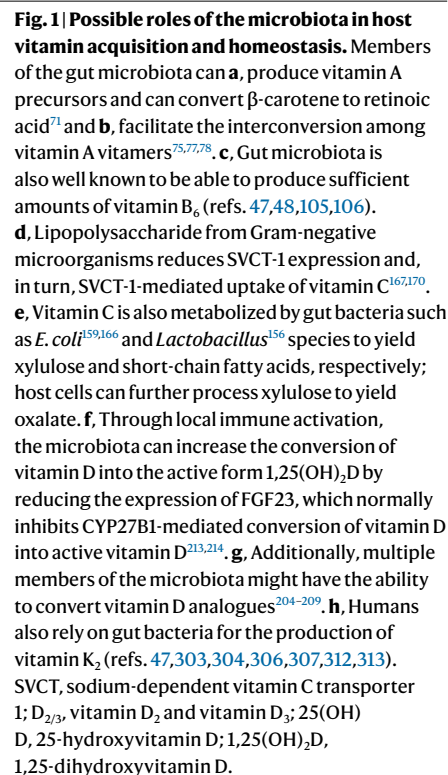 Fig. 1 | Possible roles of the microbiota in host
vitamin acquisition and homeostasis. Members
of the gut microbiota can a, produce vitamin A
precursors and can convert β-carotene to retinoic
acid71 and b, facilitate the interconversion among
vitamin A vitamers75,77,78. c, Gut microbiota is
also well known to be able to produce sufficient
amounts of vitamin B6 (refs. 47,48,105,106).
d, Lipopolysaccharide from Gram-negative
microorganisms reduces SVCT-1 expression and,
in turn, SVCT-1-mediated uptake of vitamin C167,170.
e, Vitamin C is also metabolized by gut bacteria such
as E. coli159,166 and Lactobacillus156 species to yield
xylulose and short-chain fatty acids, respectively;
host cells can further process xylulose to yield
oxalate. f, Through local immune activation,
the microbiota can increase the conversion of
vitamin D into the active form 1,25(OH)2D by
reducing the expression of FGF23, which normally
inhibits CYP27B1-mediated conversion of vitamin D
into active vitamin D213,214. g, Additionally, multiple
members of the microbiota might have the ability
to convert vitamin D analogues204–209. h, Humans
also rely on gut bacteria for the production of
vitamin K2 (refs. 47,303,304,306,307,312,313).
SVCT, sodium-dependent vitamin C transporter
1; D2/3, vitamin D2 and vitamin D3; 25(OH)
D, 25-hydroxyvitamin D; 1,25(OH)2D,
1,25-dihydroxyvitamin D.